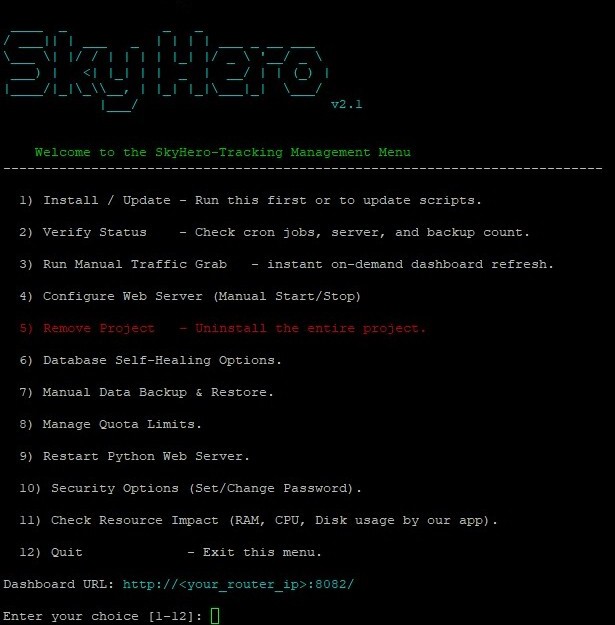 SkyHero
v2.1
Welcome to the SkyHero-Tracking Management Menu
1) Install / Update - Run this first or to update scripts.
2) Verify Status    - Check cron jobs, server, and backup count.
3) Run Manual Traffic Grab   - instant on-demand dashboard refresh.
4) Configure Web Server (Manual Start/Stop)
5) Remove Project   - Uninstall the entire project.
6) Database Self-Healing Options.
7) Manual Data Backup & Restore.
8) Manage Quota Limits.
9) Restart Python Web Server.
10) Security Options (Set/Change Password).
11) Check Resource Impact (RAM, CPU, Disk usage by our app).
12) Quit             - Exit this menu.
Dashboard URL: http://<your_router_ip>:8082/
Enter your choice [1-12]: